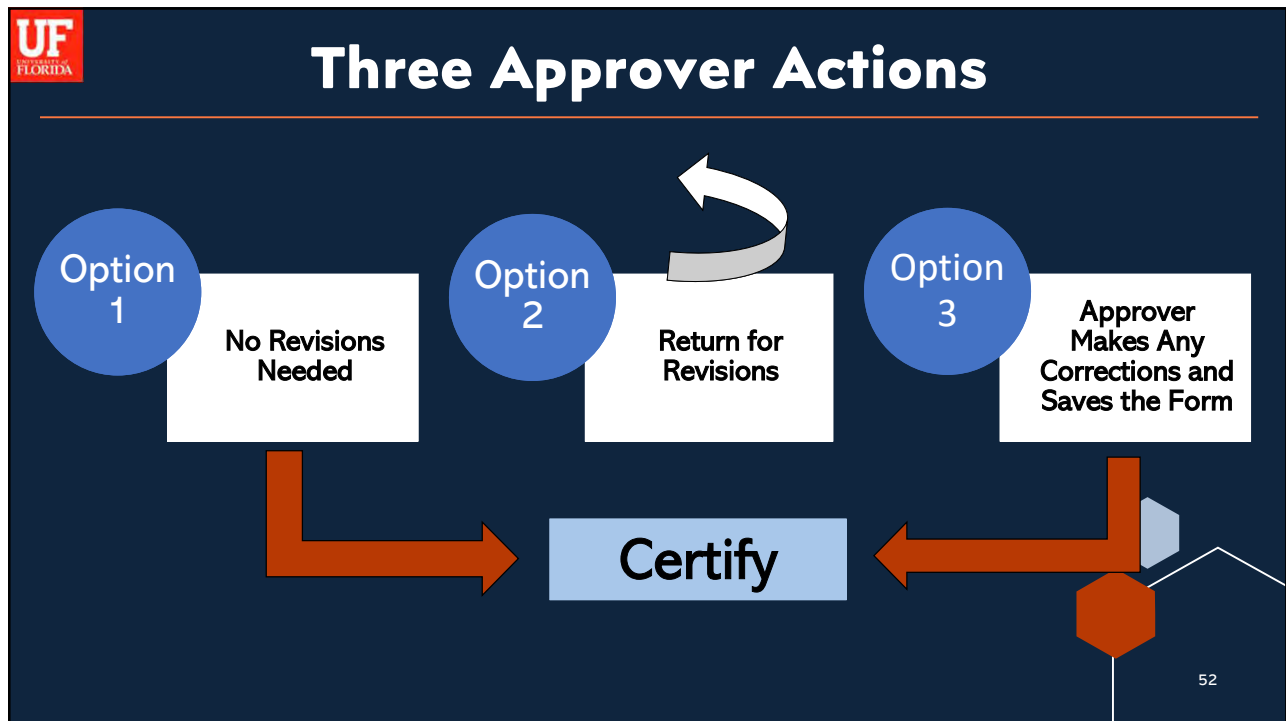 UF
UNIVERSITY of
FLORIDA
Three Approver Actions
Option
1
No Revisions
Needed
Option
2
Return for
Revisions
Option
3
Approver
Makes Any
Corrections and
Saves the Form
Certify
52